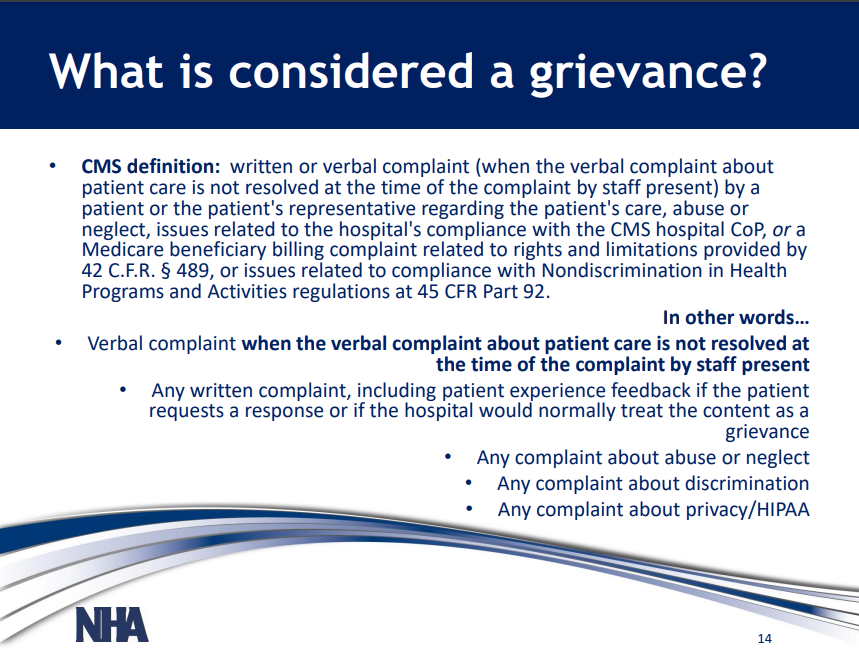 What is considered a grievance?
• CMS definition: written or verbal complaint (when the verbal complaint about
patient care is not resolved at the time of the complaint by staff present) by a
patient or the patient's representative regarding the patient's care, abuse or
neglect, issues related to the hospital's compliance with the CMS hospital CoP, or a
Medicare beneficiary billing complaint related to rights and limitations provided by
42 C.F.R. § 489, or issues related to compliance with Nondiscrimination in Health
Programs and Activities regulations at 45 CFR Part 92.
In other words…
• Verbal complaint when the verbal complaint about patient care is not resolved at
the time of the complaint by staff present
• Any written complaint, including patient experience feedback if the patient
requests a response or if the hospital would normally treat the content as a
grievance
• Any complaint about abuse or neglect
• Any complaint about discrimination
• Any complaint about privacy/HIPAA
NHA
14